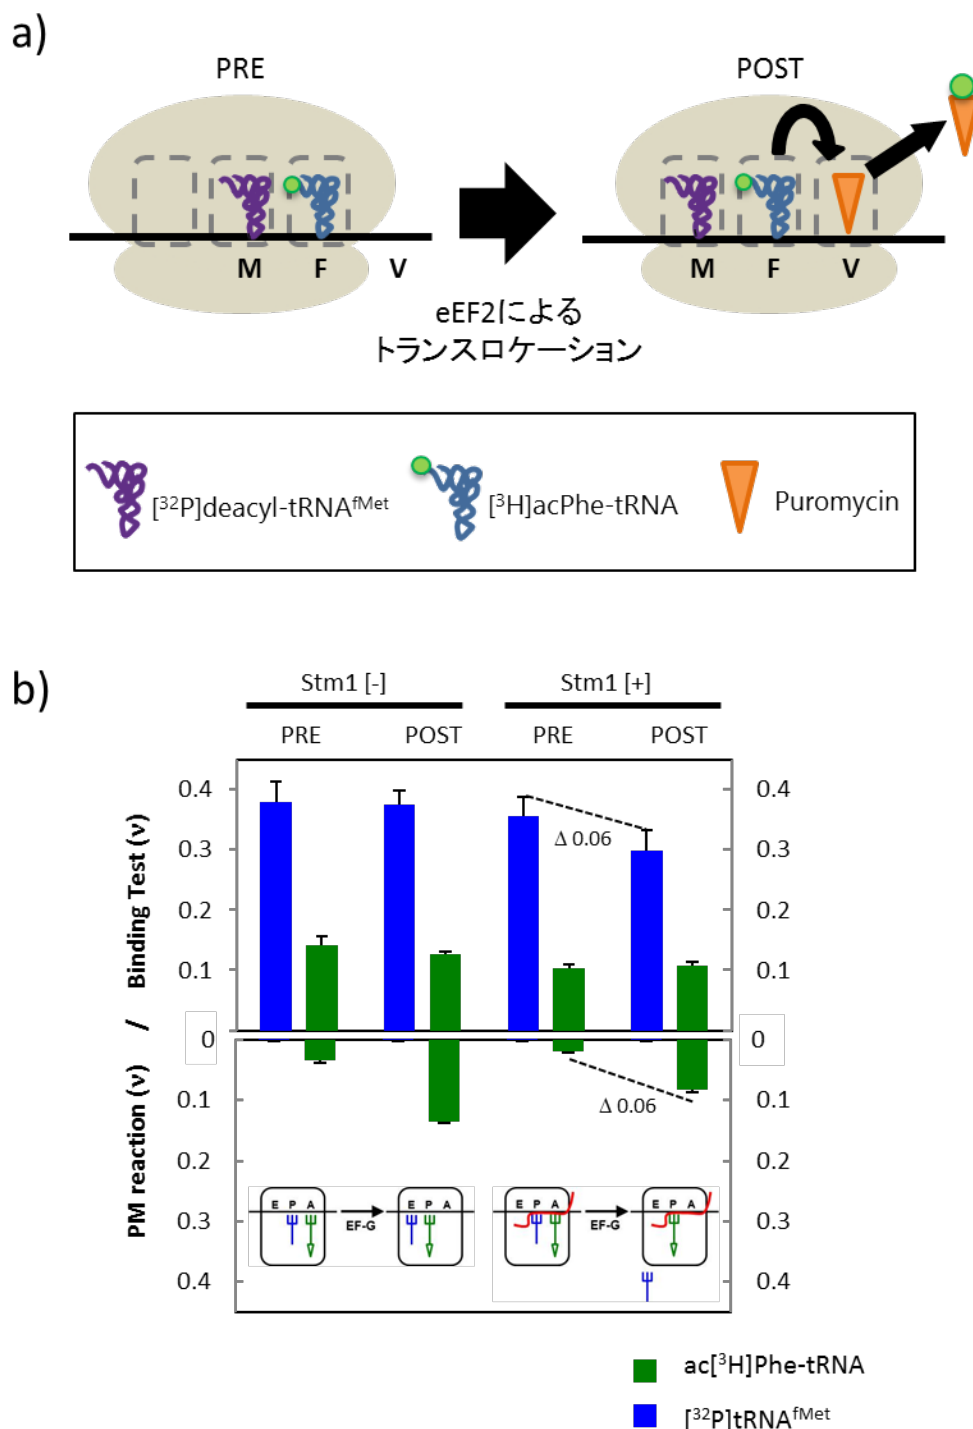 a)
PRE
POST
M F V
M F V
eEF2による
トランスロケーション
[³²P]deacyl-tRNAᶠᴹᵉᵗ
[³H]acPhe-tRNA
Puromycin
b)
Stm1 [-]
Stm1 [+]
PRE
POST
PRE
POST
PM reaction (ν) / Binding Test (ν)
0.4
0.3
0.2
0.1
0
0.1
0.2
0.3
0.4
Δ 0.06
Δ 0.06
E P A
EF-G
E P A
E P A
EF-G
E P A
0.4
0.3
0.2
0.1
0
0.1
0.2
0.3
0.4
ac[³H]Phe-tRNA
[³²P]tRNAᶠᴹᵉᵗ